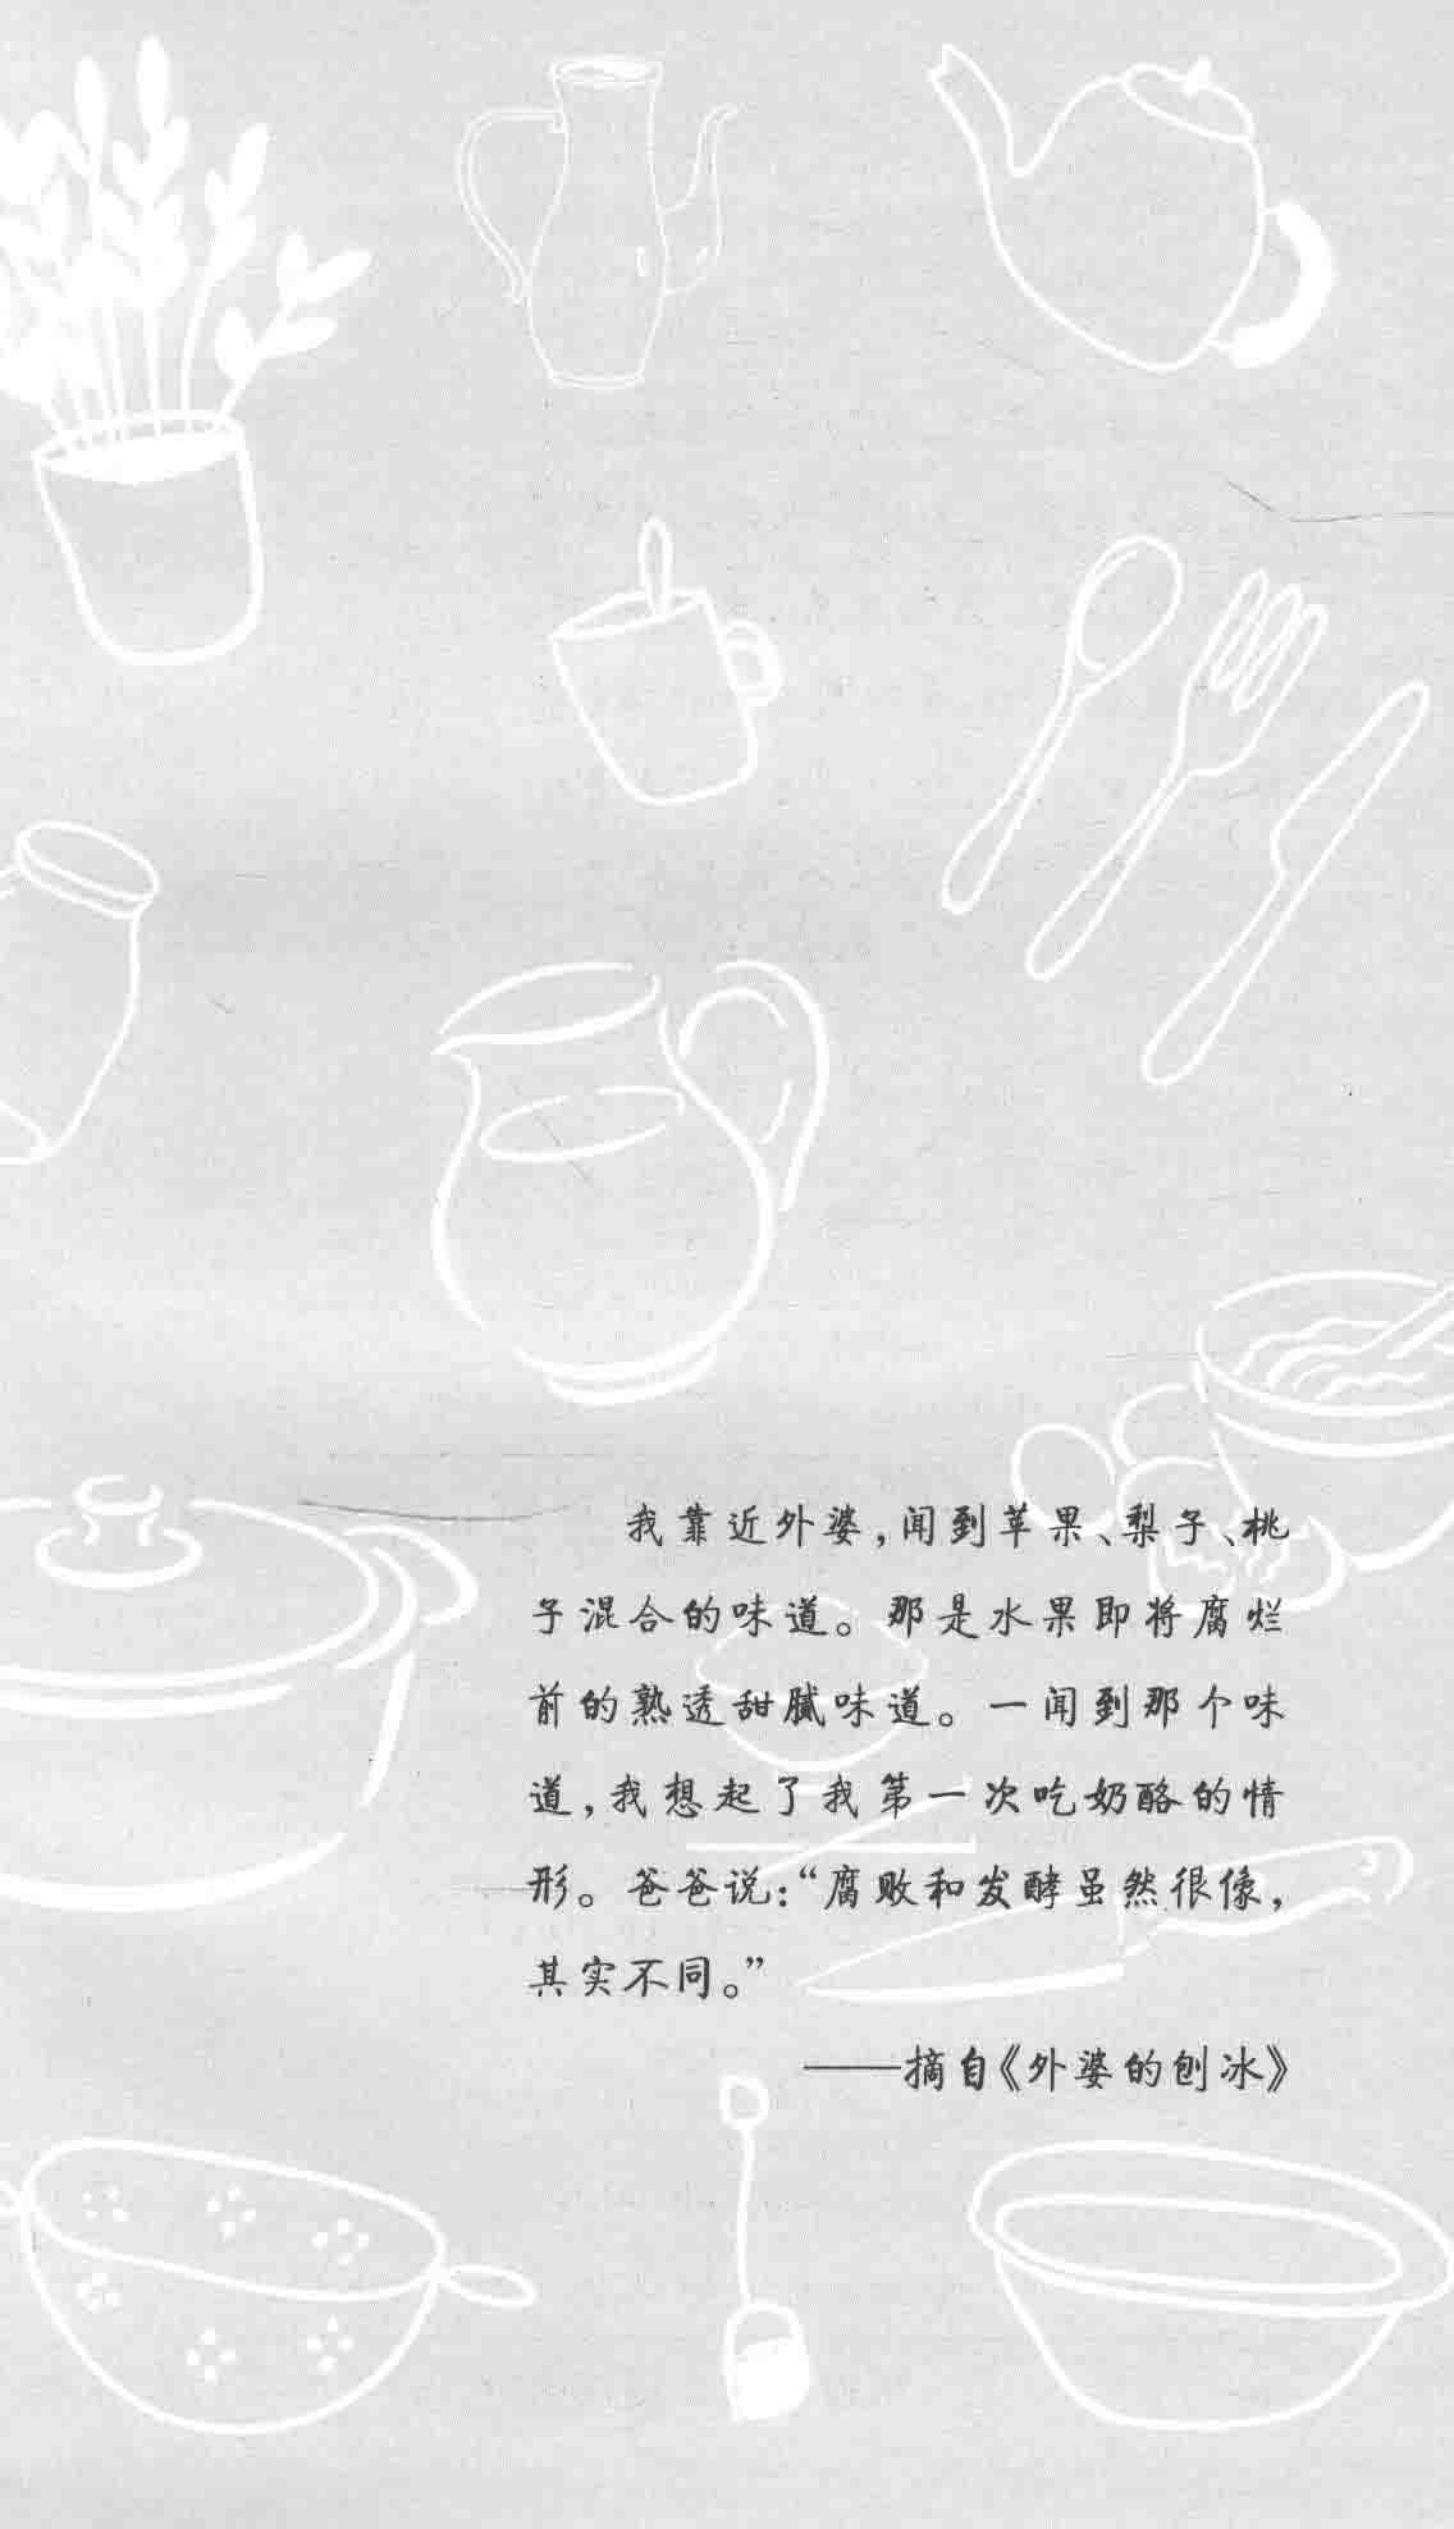 我靠近外婆，闻到苹果、梨子、桃
子混合的味道。那是水果即将腐烂
前的熟透甜腻味道。一闻到那个味
道，我想起了我第一次吃奶酪的情
形。爸爸说：“腐败和发酵虽然很像，
其实不同。”
——摘自《外婆的刨冰》